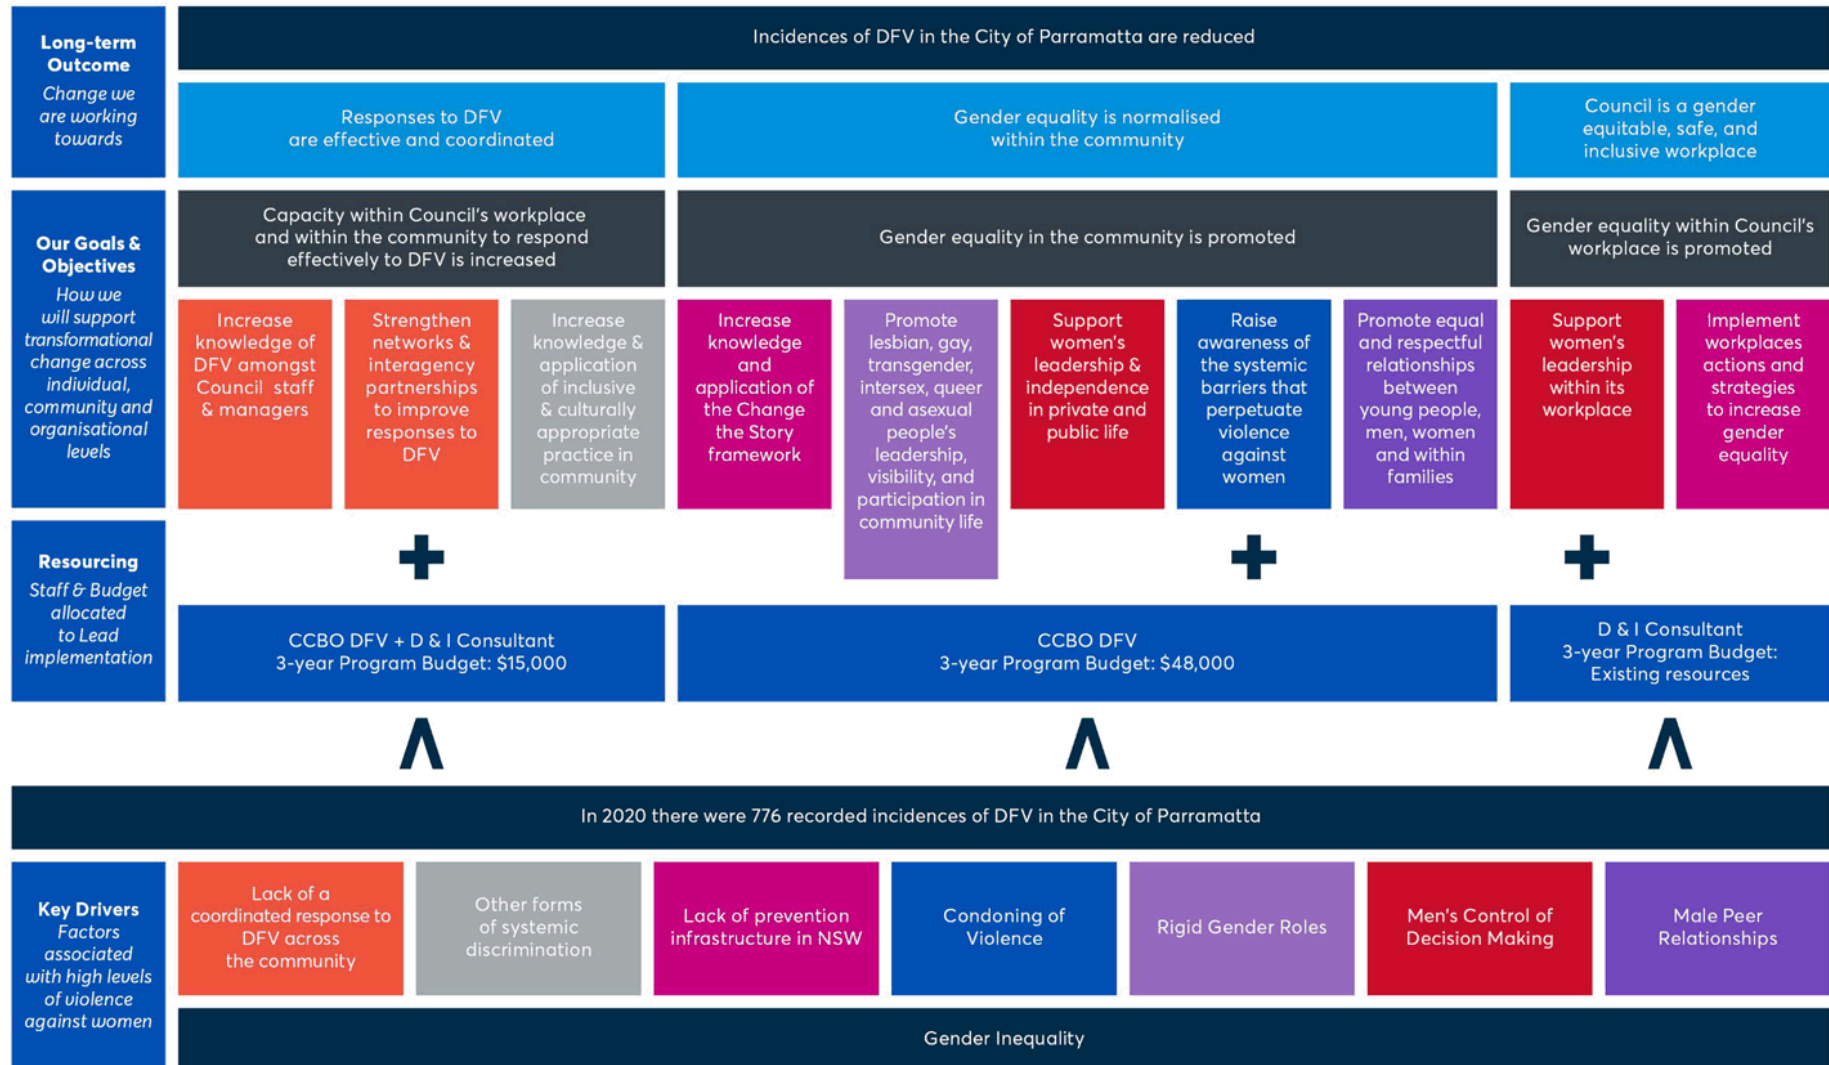 Long-term
Outcome
Change we
are working
towards
Incidences of DFV in the City of Parramatta are reduced
Responses to DFV
are effective and coordinated
Gender equality is normalised
within the community
Council is a gender
equitable, safe, and
inclusive workplace
Our Goals &
Objectives
How we
will support
transformational
change across
individual,
community and
organisational
levels
Capacity within Council's workplace
and within the community to respond
effectively to DFV is increased
Gender equality in the community is promoted
Gender equality within Council's
workplace is promoted
Increase
knowledge of
DFV amongst
Council staff
& managers
Strengthen
networks &
interagency
partnerships
to improve
responses to
DFV
Increase
knowledge &
application
of inclusive
& culturally
appropriate
practice in
community
Increase
knowledge
and
application of
the Change
the Story
framework
Promote
lesbian, gay,
transgender,
intersex, queer
and asexual
people's
leadership,
visibility, and
participation in
community life
Support
women's
leadership &
independence
in private and
public life
Raise
awareness of
the systemic
barriers that
perpetuate
violence
against
women
Promote equal
and respectful
relationships
between
young people,
men, women
and within
families
Support
women's
leadership
within its
workplace
Implement
workplaces
actions and
strategies
to increase
gender
equality
Resourcing
Staff & Budget
allocated
to Lead
implementation
+
+
+
CCBO DFV + D & I Consultant
3-year Program Budget: $15,000
CCBO DFV
3-year Program Budget: $48,000
D & I Consultant
3-year Program Budget:
Existing resources
In 2020 there were 776 recorded incidences of DFV in the City of Parramatta
Key Drivers
Factors
associated
with high levels
of violence
against women
Lack of a
coordinated response to
DFV across
the community
Other forms
of systemic
discrimination
Lack of prevention
infrastructure in NSW
Condoning of
Violence
Rigid Gender Roles
Men's Control of
Decision Making
Male Peer
Relationships
Gender Inequality